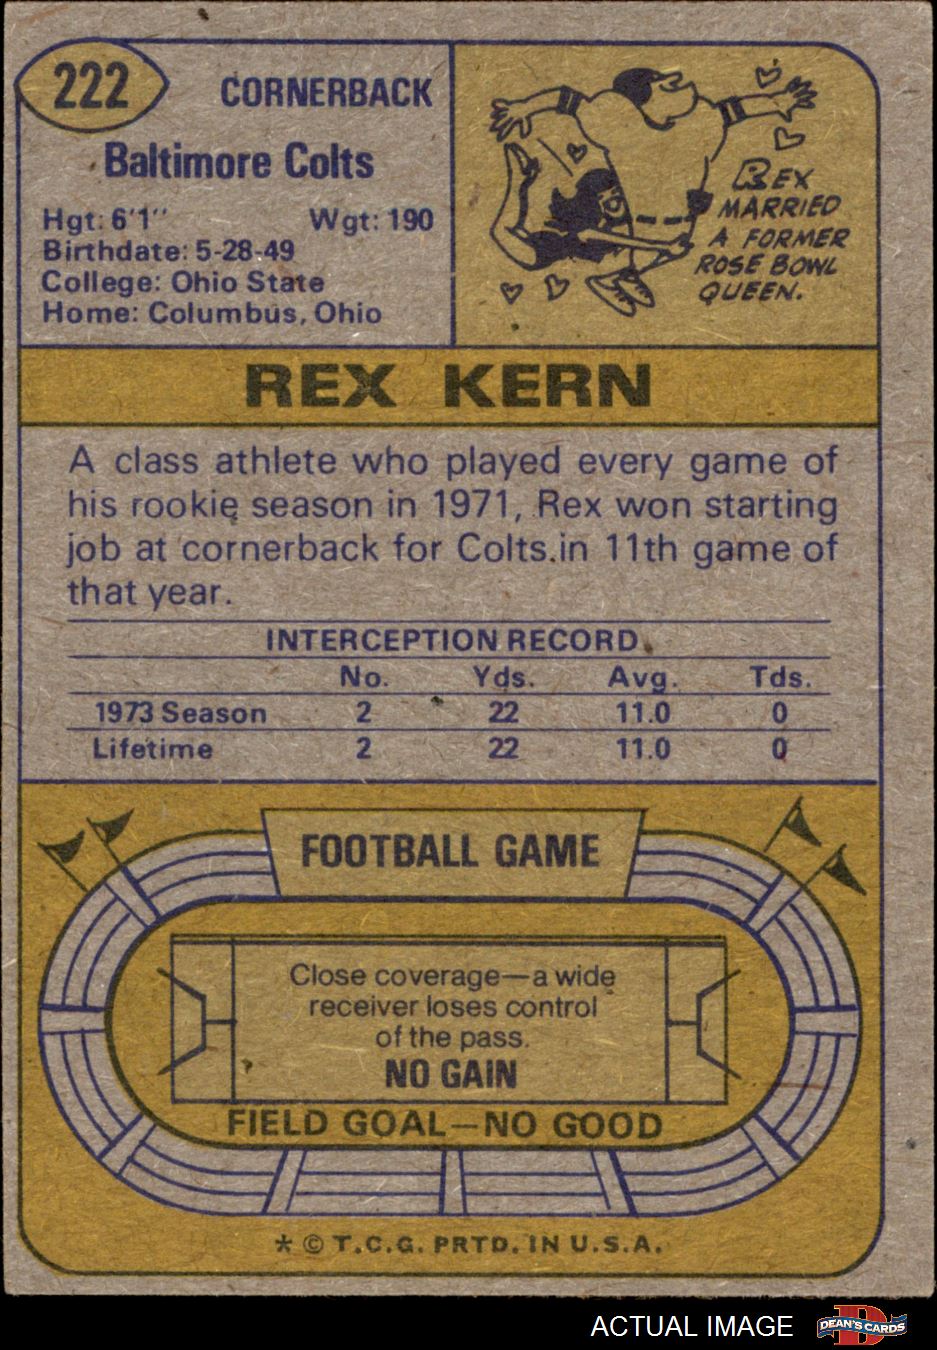 222
CORNERBACK
Baltimore Colts
Hgt: 6'1" Wgt: 190
Birthdate: 5-28-49
College: Ohio State
Home: Columbus, Ohio
REX
MARRIED
A FORMER
ROSE BOWL
QUEEN.
REX KERN
A class athlete who played every game of
his rookie season in 1971, Rex won starting
job at cornerback for Colts in 11th game of
that year.
INTERCEPTION RECORD
No. Yds. Avg. Tds.
1973 Season 2 22 11.0 0
Lifetime 2 22 11.0 0
FOOTBALL GAME
Close coverage—a wide
receiver loses control
of the pass.
NO GAIN
FIELD GOAL—NO GOOD
* © T.C.G. PRTD. IN U.S.A.
ACTUAL IMAGE
D
DEAN'S CARDS